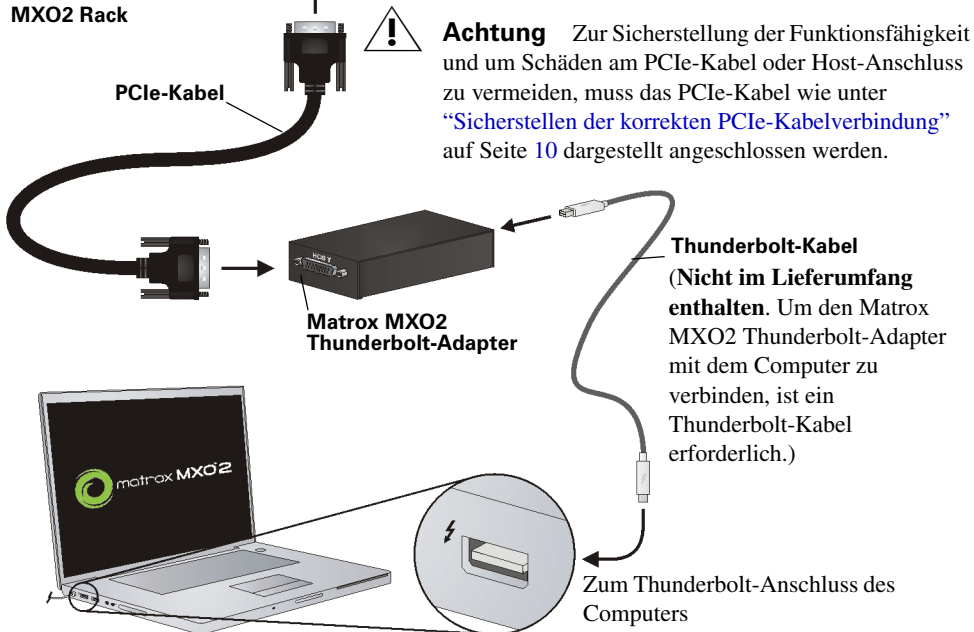 MXO2 Rack
Achtung Zur Sicherstellung der Funktionsfähigkeit
und um Schäden am PCIe-Kabel oder Host-Anschluss
zu vermeiden, muss das PCIe-Kabel wie unter
“Sicherstellen der korrekten PCIe-Kabelverbindung”
auf Seite 10 dargestellt angeschlossen werden.
PCIe-Kabel
HOST
Matrox MXO2
Thunderbolt-Adapter
Thunderbolt-Kabel
(Nicht im Lieferumfang
enthalten. Um den Matrox
MXO2 Thunderbolt-Adapter
mit dem Computer zu
verbinden, ist ein
Thunderbolt-Kabel
erforderlich.)
matrox MXO2
Zum Thunderbolt-Anschluss des
Computers